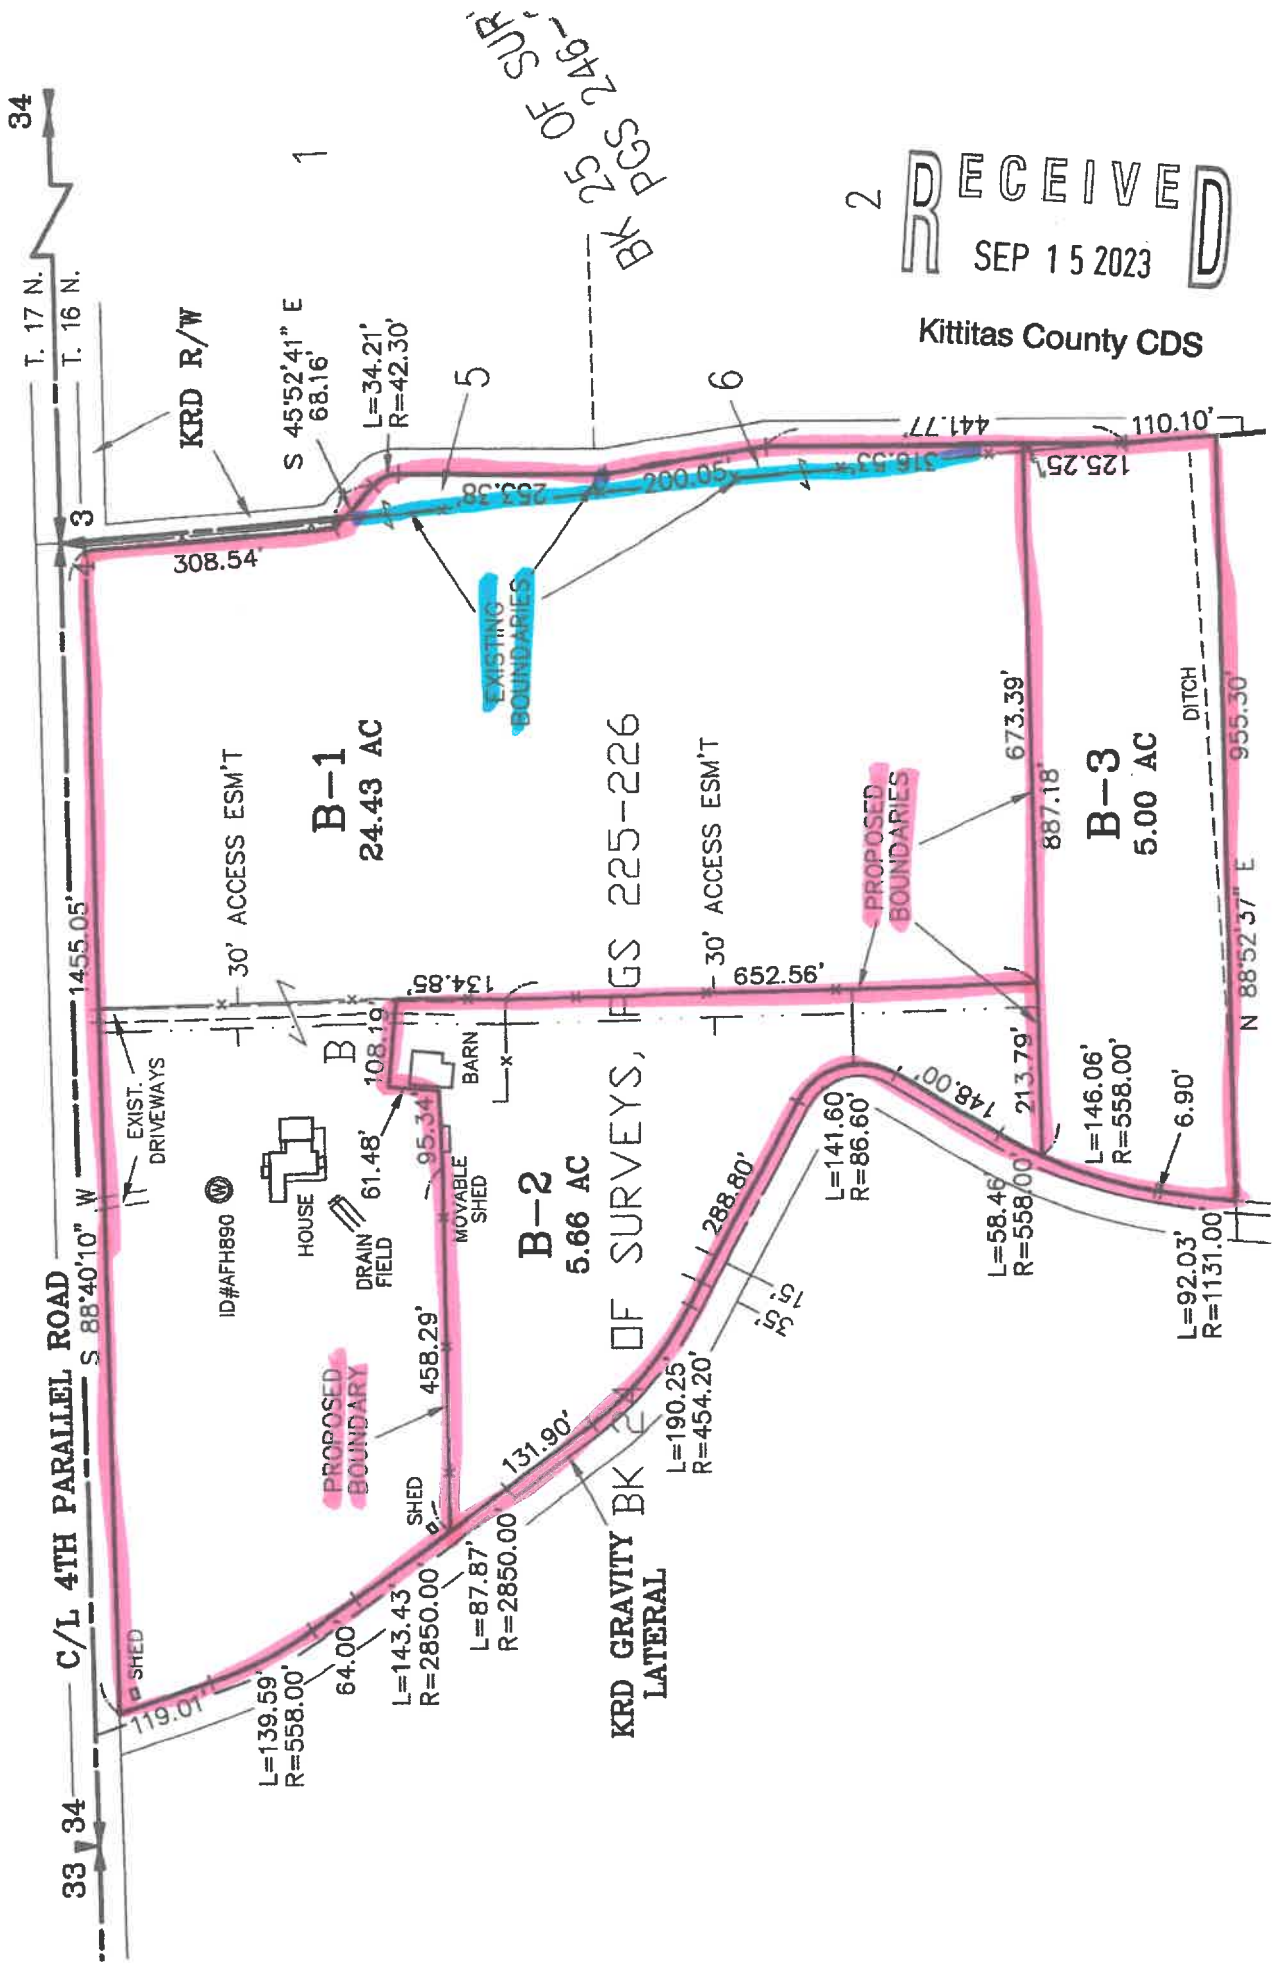 33 34
C/L 4TH PARALLEL ROAD
S 88°40'10" W
1455.05'
T. 17 N.
T. 16 N.
34
3
4
1
KRD R/W
308.54'
S 45°52'41" E
68.16'
L=34.21'
R=42.30'
5
253.38'
200.05'
6
316.53'
441.77'
125.25
110.10'
2
BK 25 OF SUR
PGS 246-
RECEIVED
SEP 15 2023
Kittitas County CDS
EXISTING
BOUNDARIES
B-1
24.43 AC
30' ACCESS ESM'T
30' ACCESS ESM'T
EXIST.
DRIVEWAYS
SHED
119.01'
L=139.59'
R=558.00'
64.00'
L=143.43'
R=2850.00'
L=87.87'
R=2850.00'
ID#AFH890
W
HOUSE
DRAIN
FIELD
61.48'
108.19'
B
95.34'
BARN
MOVABLE
SHED
134.85'
PROPOSED
BOUNDARY
458.29'
SHED
B-2
5.66 AC
BK 24 OF SURVEYS, PGS 225-226
131.90'
KRD GRAVITY
LATERAL
L=190.25'
R=454.20'
288.80'
15'
35'
L=141.60'
R=86.60'
148.00'
652.56'
PROPOSED
BOUNDARIES
673.39'
887.18'
213.79'
L=58.46'
R=558.00'
L=146.06'
R=558.00'
6.90'
L=92.03'
R=1131.00
B-3
5.00 AC
DITCH
N 88°52'37" E
955.30'